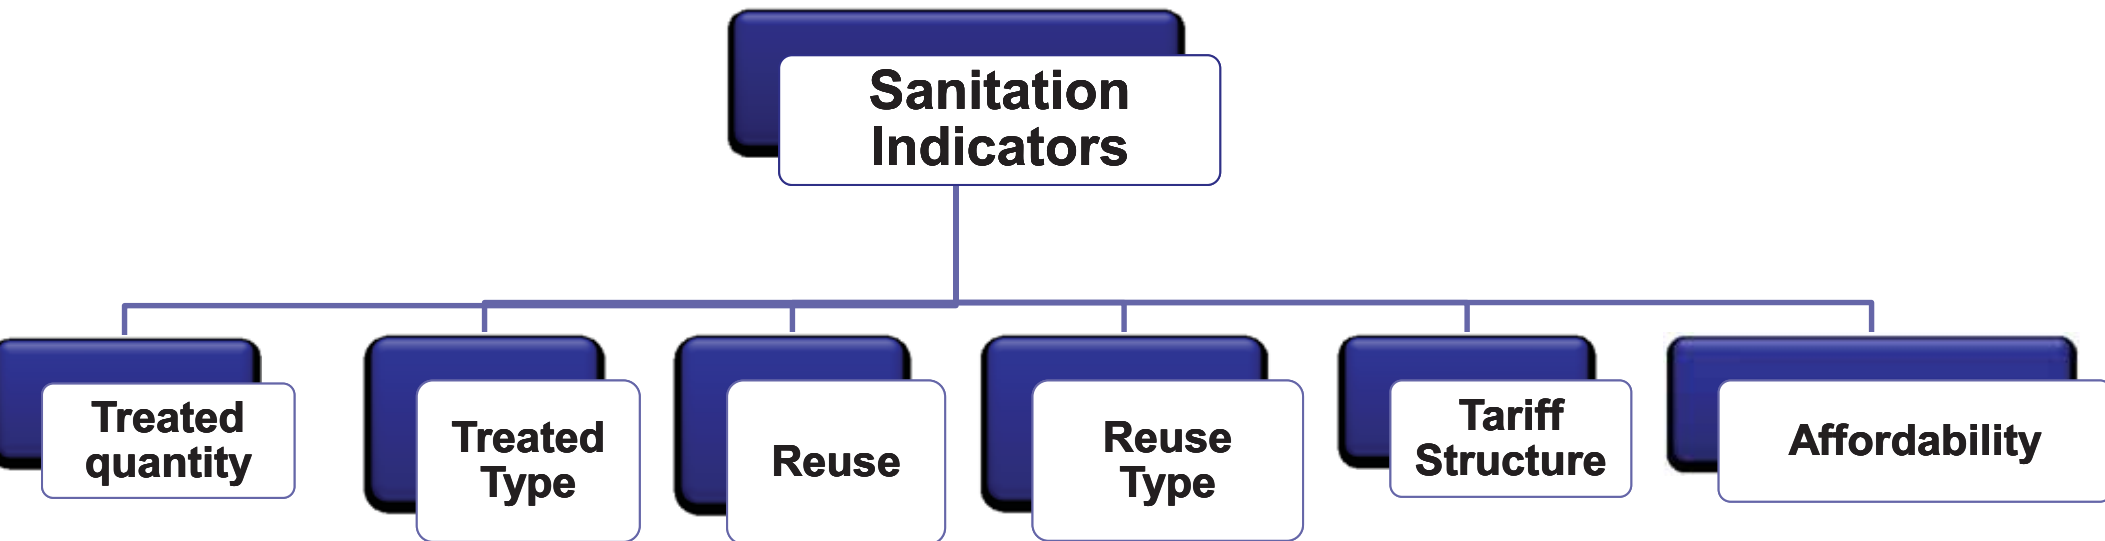 Sanitation
Indicators
Treated
quantity
Treated
Type
Reuse
Reuse
Type
Tariff
Structure
Affordability